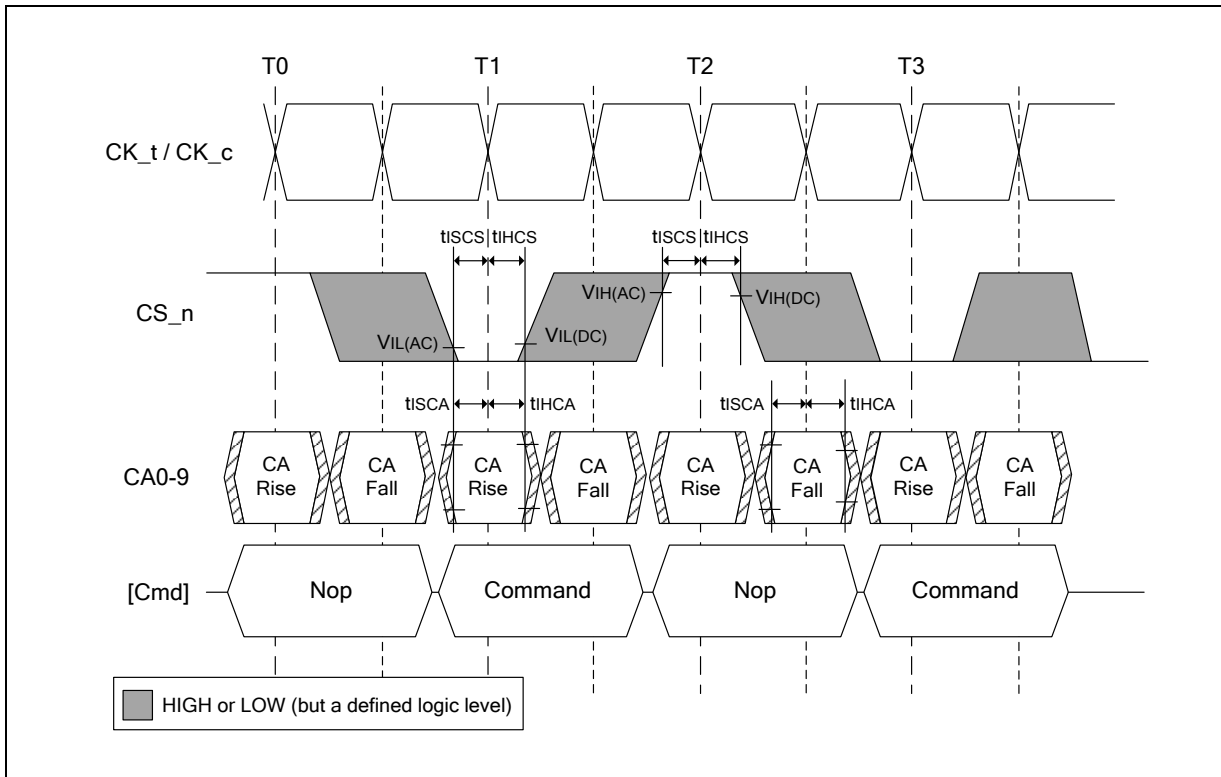 T0 T1 T2 T3
CK_t / CK_c
tISCS tIHCS tISCS tIHCS
CS_n
VIH(AC) VIH(DC)
VIL(AC) VIL(DC)
tISCA tIHCA tISCA tIHCA
CA0-9
CA Rise
CA Fall
CA Rise
CA Fall
CA Rise
CA Fall
CA Rise
CA Fall
[Cmd] Nop Command Nop Command
HIGH or LOW (but a defined logic level)